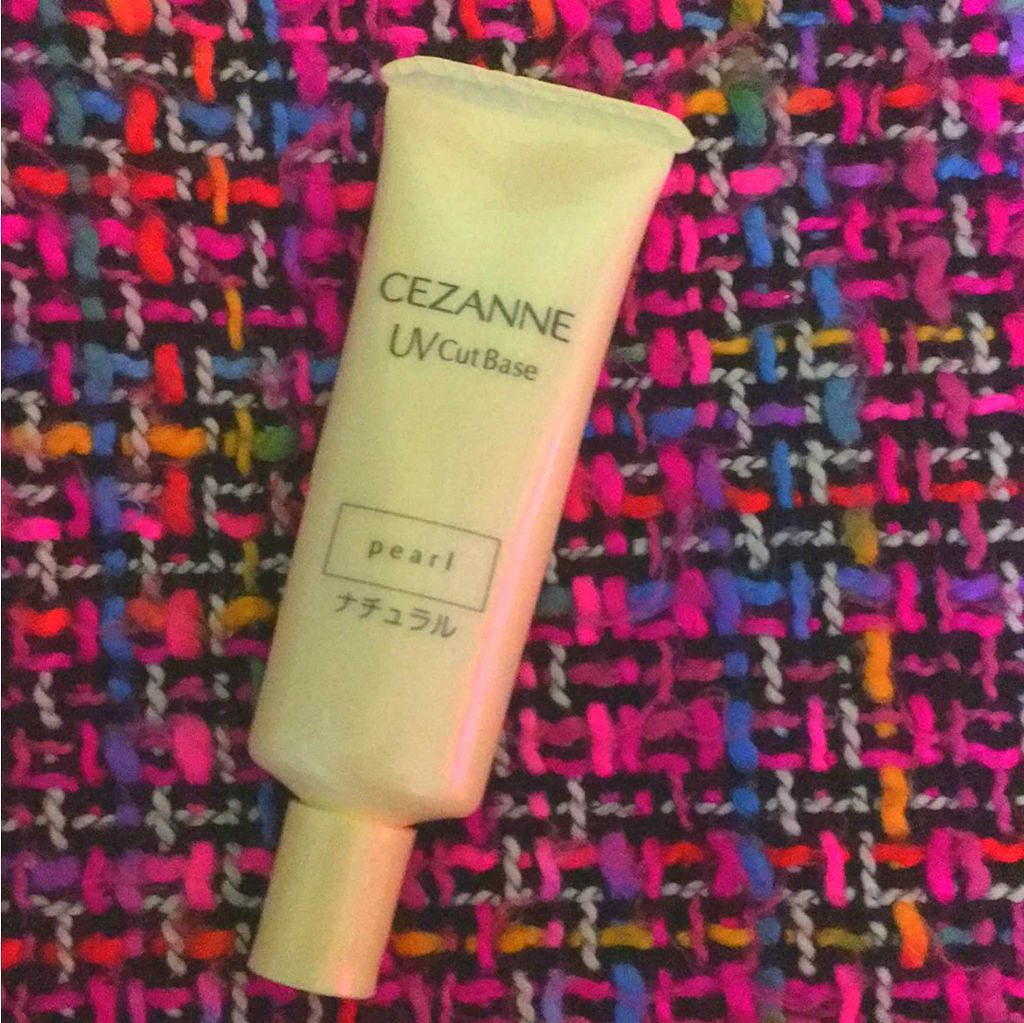 CEZANNE
UV Cut Base
pearl
ナチュラル